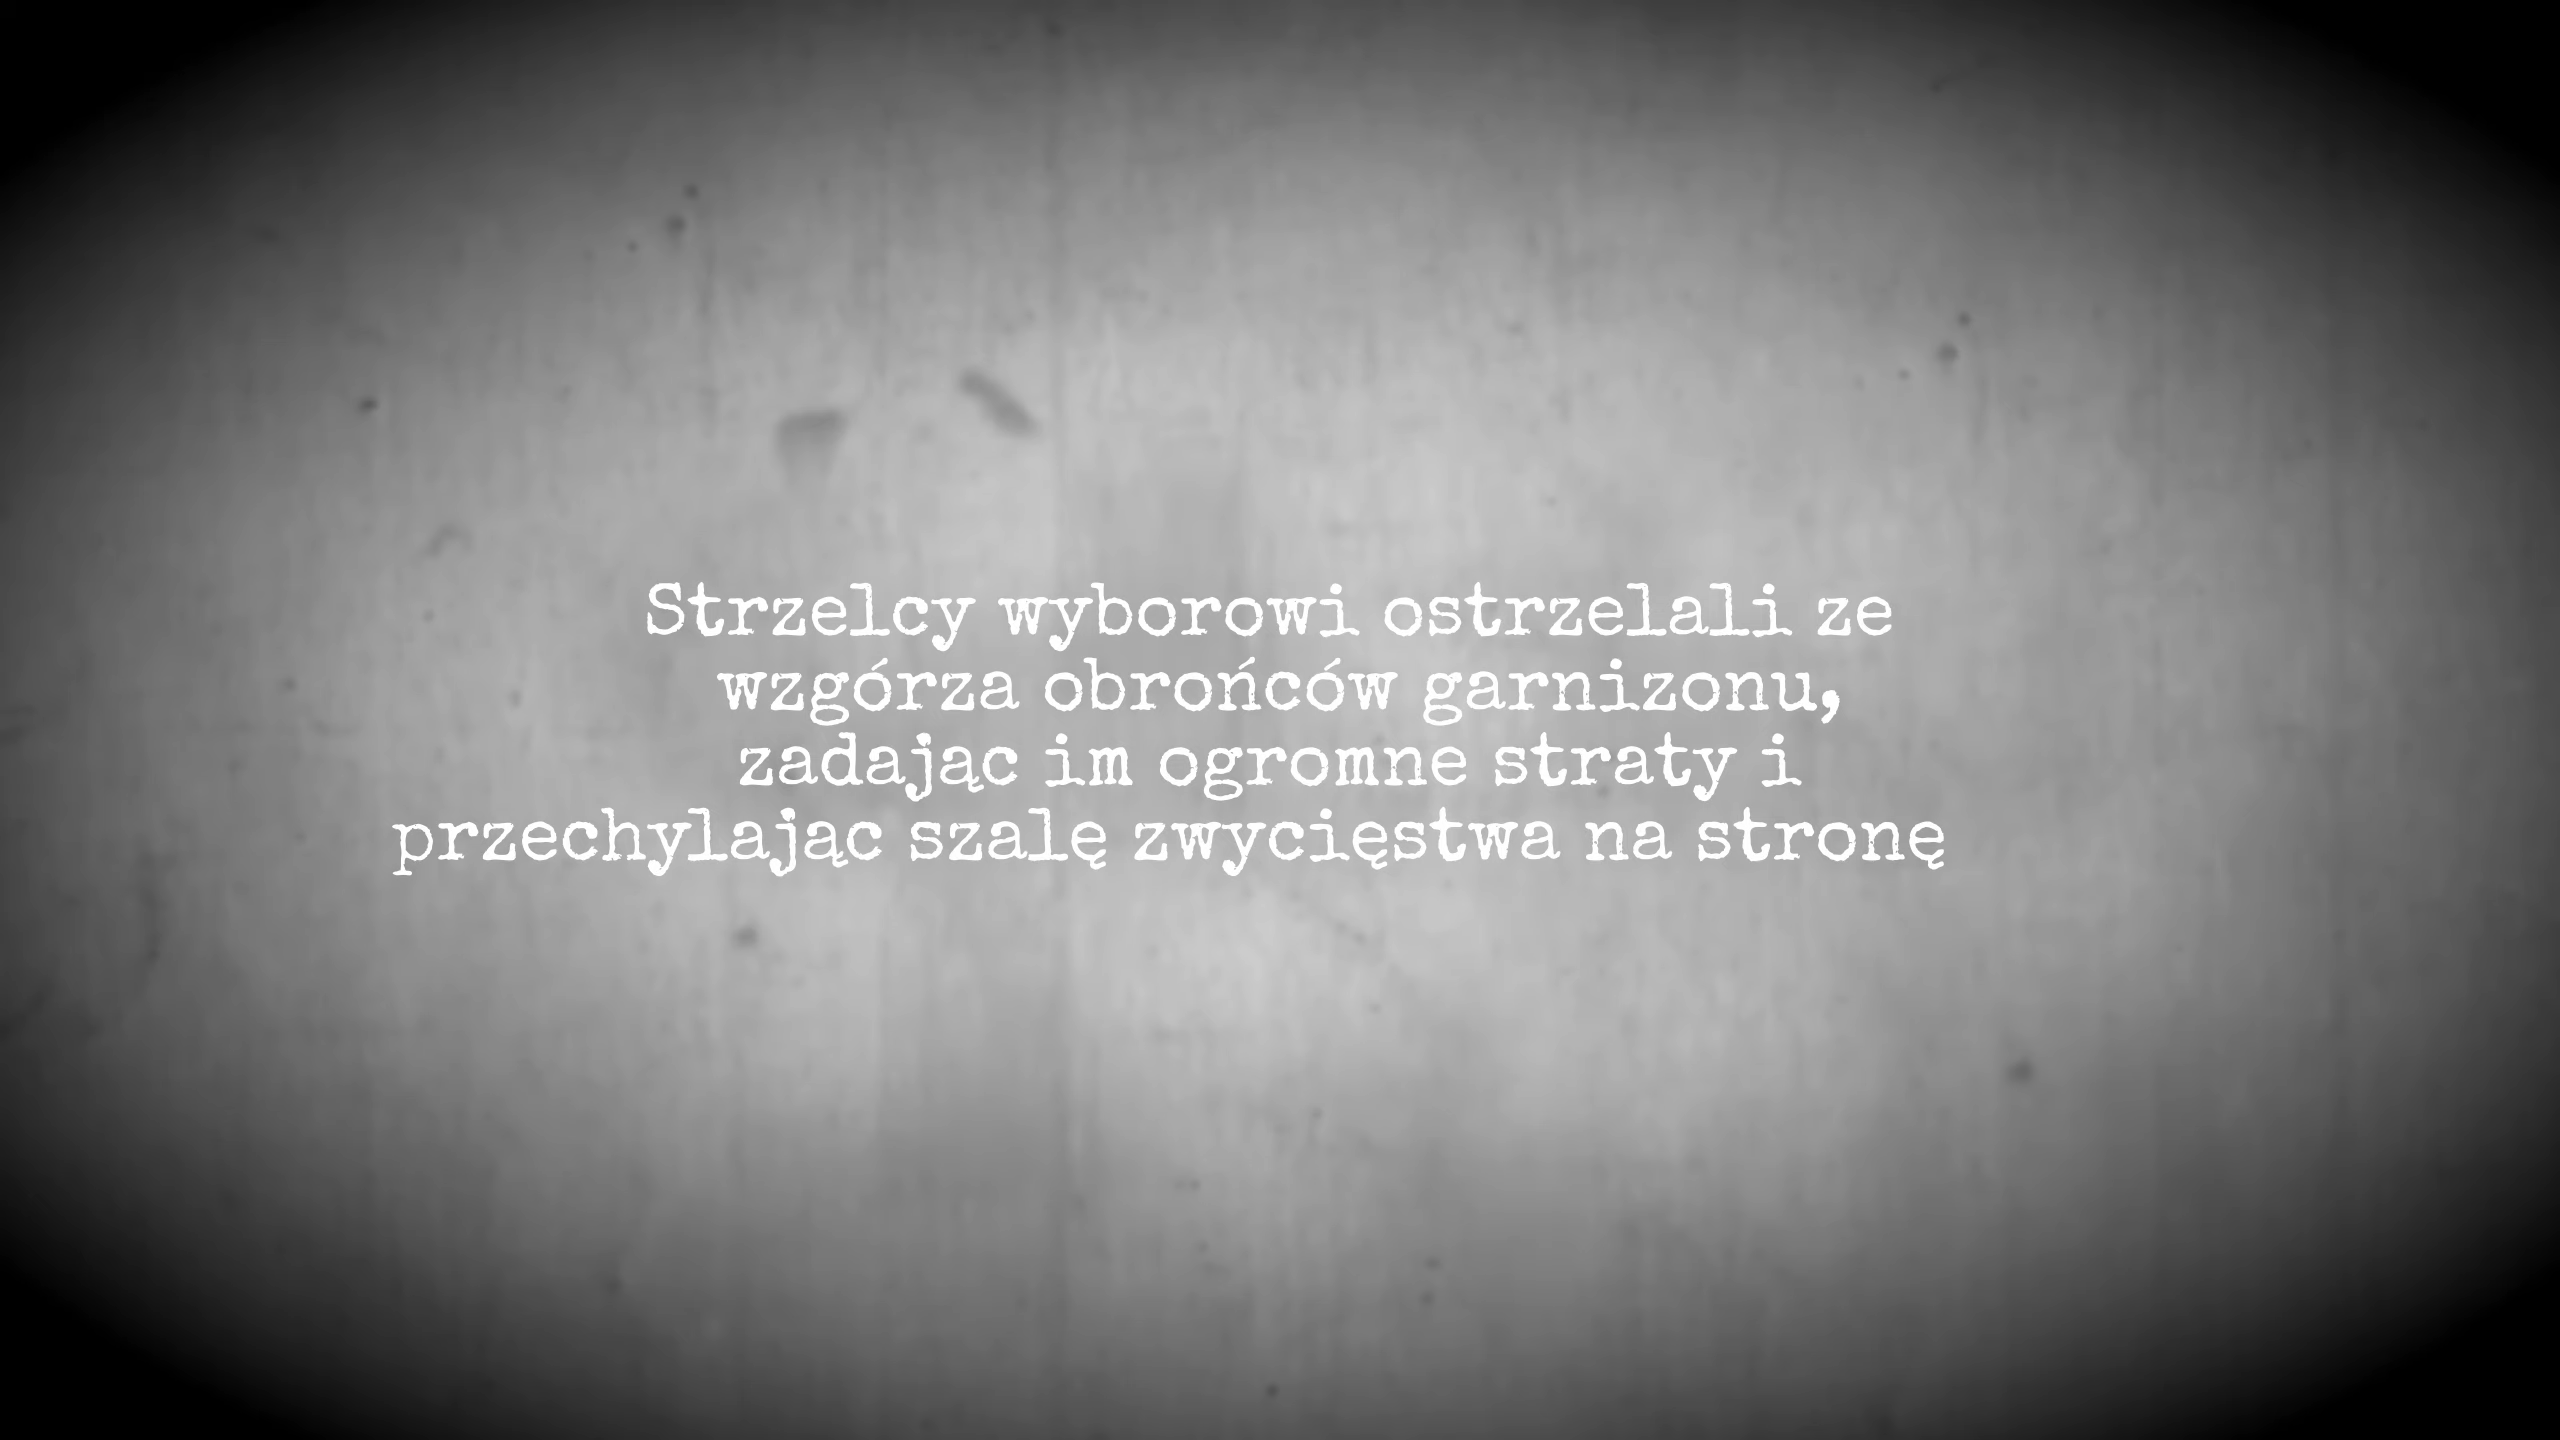 Strzelcy wyborowi ostrzelali ze
wzgórza obrońców garnizonu,
zadając im ogromne straty i
przechylając szalę zwycięstwa na stronę